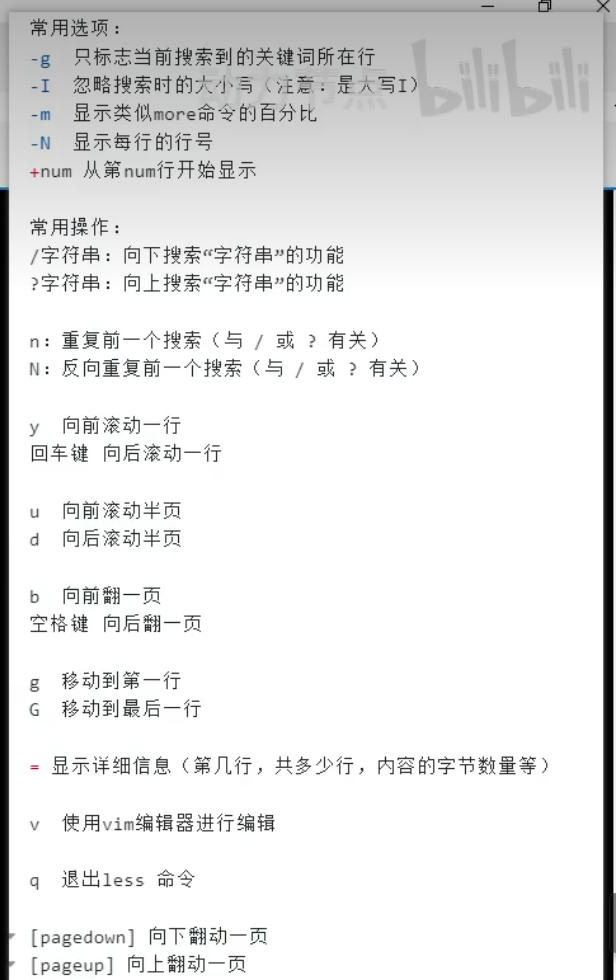 常用选项：
-g 只标志当前搜索到的关键词所在行
-I 忽略搜索时的大小写（注意：是大写I）
-m 显示类似more命令的百分比
-N 显示每行的行号
+num 从第num行开始显示
常用操作：
/字符串：向下搜索“字符串”的功能
?字符串：向上搜索“字符串”的功能
n：重复前一个搜索（与 / 或 ? 有关）
N：反向重复前一个搜索（与 / 或 ? 有关）
y 向前滚动一行
回车键 向后滚动一行
u 向前滚动半页
d 向后滚动半页
b 向前翻一页
空格键 向后翻一页
g 移动到第一行
G 移动到最后一行
= 显示详细信息（第几行，共多少行，内容的字节数量等）
v 使用vim编辑器进行编辑
q 退出less 命令
[pagedown] 向下翻动一页
[pageup] 向上翻动一页
bilibili